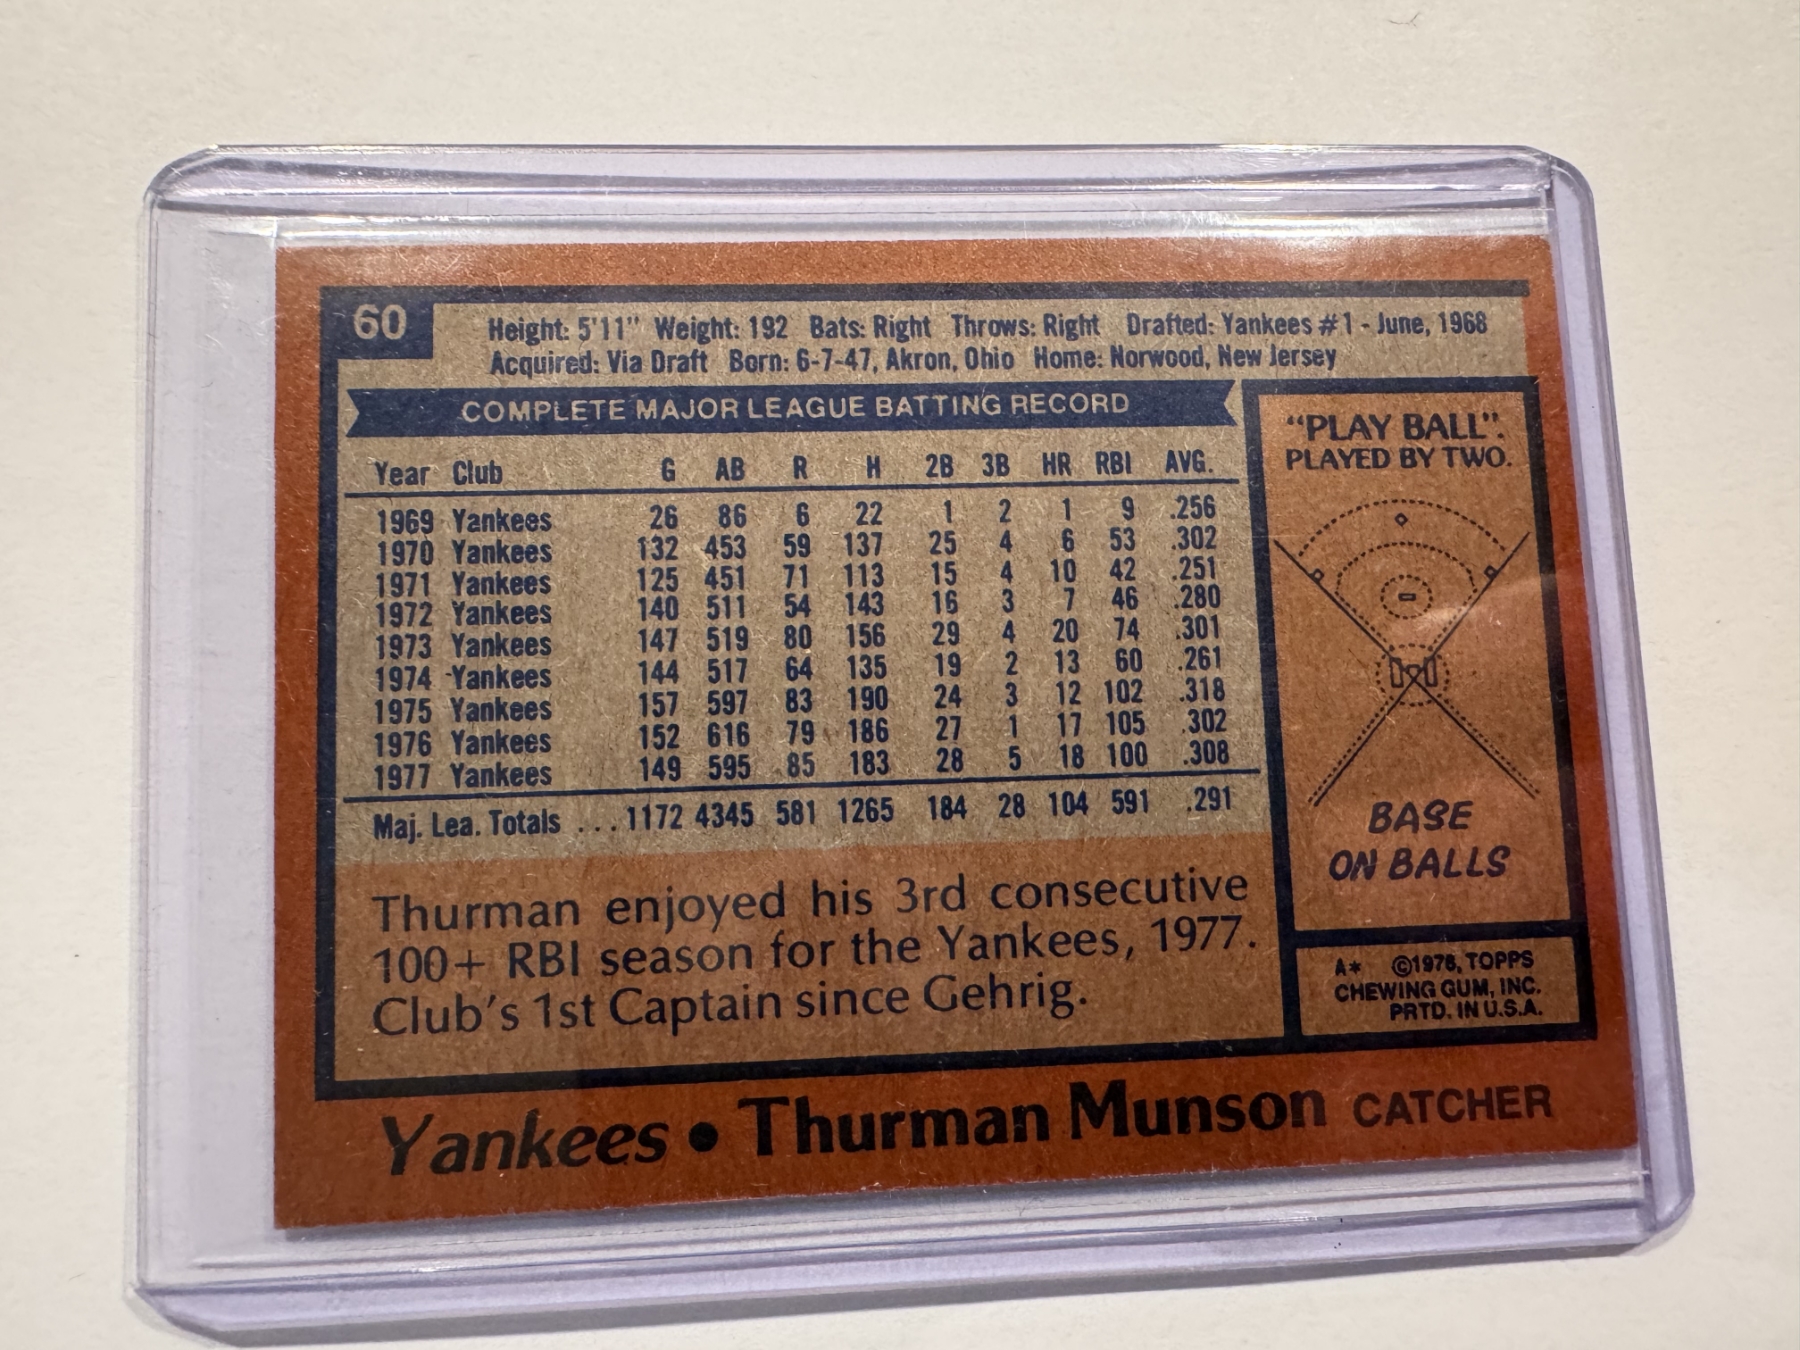 60
Height: 5'11" Weight: 192 Bats: Right Throws: Right Drafted: Yankees #1 - June, 1968
Acquired: Via Draft Born: 6-7-47, Akron, Ohio Home: Norwood, New Jersey
COMPLETE MAJOR LEAGUE BATTING RECORD
Year Club G AB R H 2B 3B HR RBI AVG.
1969 Yankees 26 86 6 22 1 2 1 9 .256
1970 Yankees 132 453 59 137 25 4 6 53 .302
1971 Yankees 125 451 71 113 15 4 10 42 .251
1972 Yankees 140 511 54 143 16 3 7 46 .280
1973 Yankees 147 519 80 156 29 4 20 74 .301
1974 Yankees 144 517 64 135 19 2 13 60 .261
1975 Yankees 157 597 83 190 24 3 12 102 .318
1976 Yankees 152 616 79 186 27 1 17 105 .302
1977 Yankees 149 595 85 183 28 5 18 100 .308
Maj. Lea. Totals ... 1172 4345 581 1265 184 28 104 591 .291
Thurman enjoyed his 3rd consecutive
100+ RBI season for the Yankees, 1977.
Club's 1st Captain since Gehrig.
"PLAY BALL".
PLAYED BY TWO.
BASE
ON BALLS
A* ©1978, TOPPS
CHEWING GUM, INC.
PRTD. IN U.S.A.
Yankees • Thurman Munson CATCHER